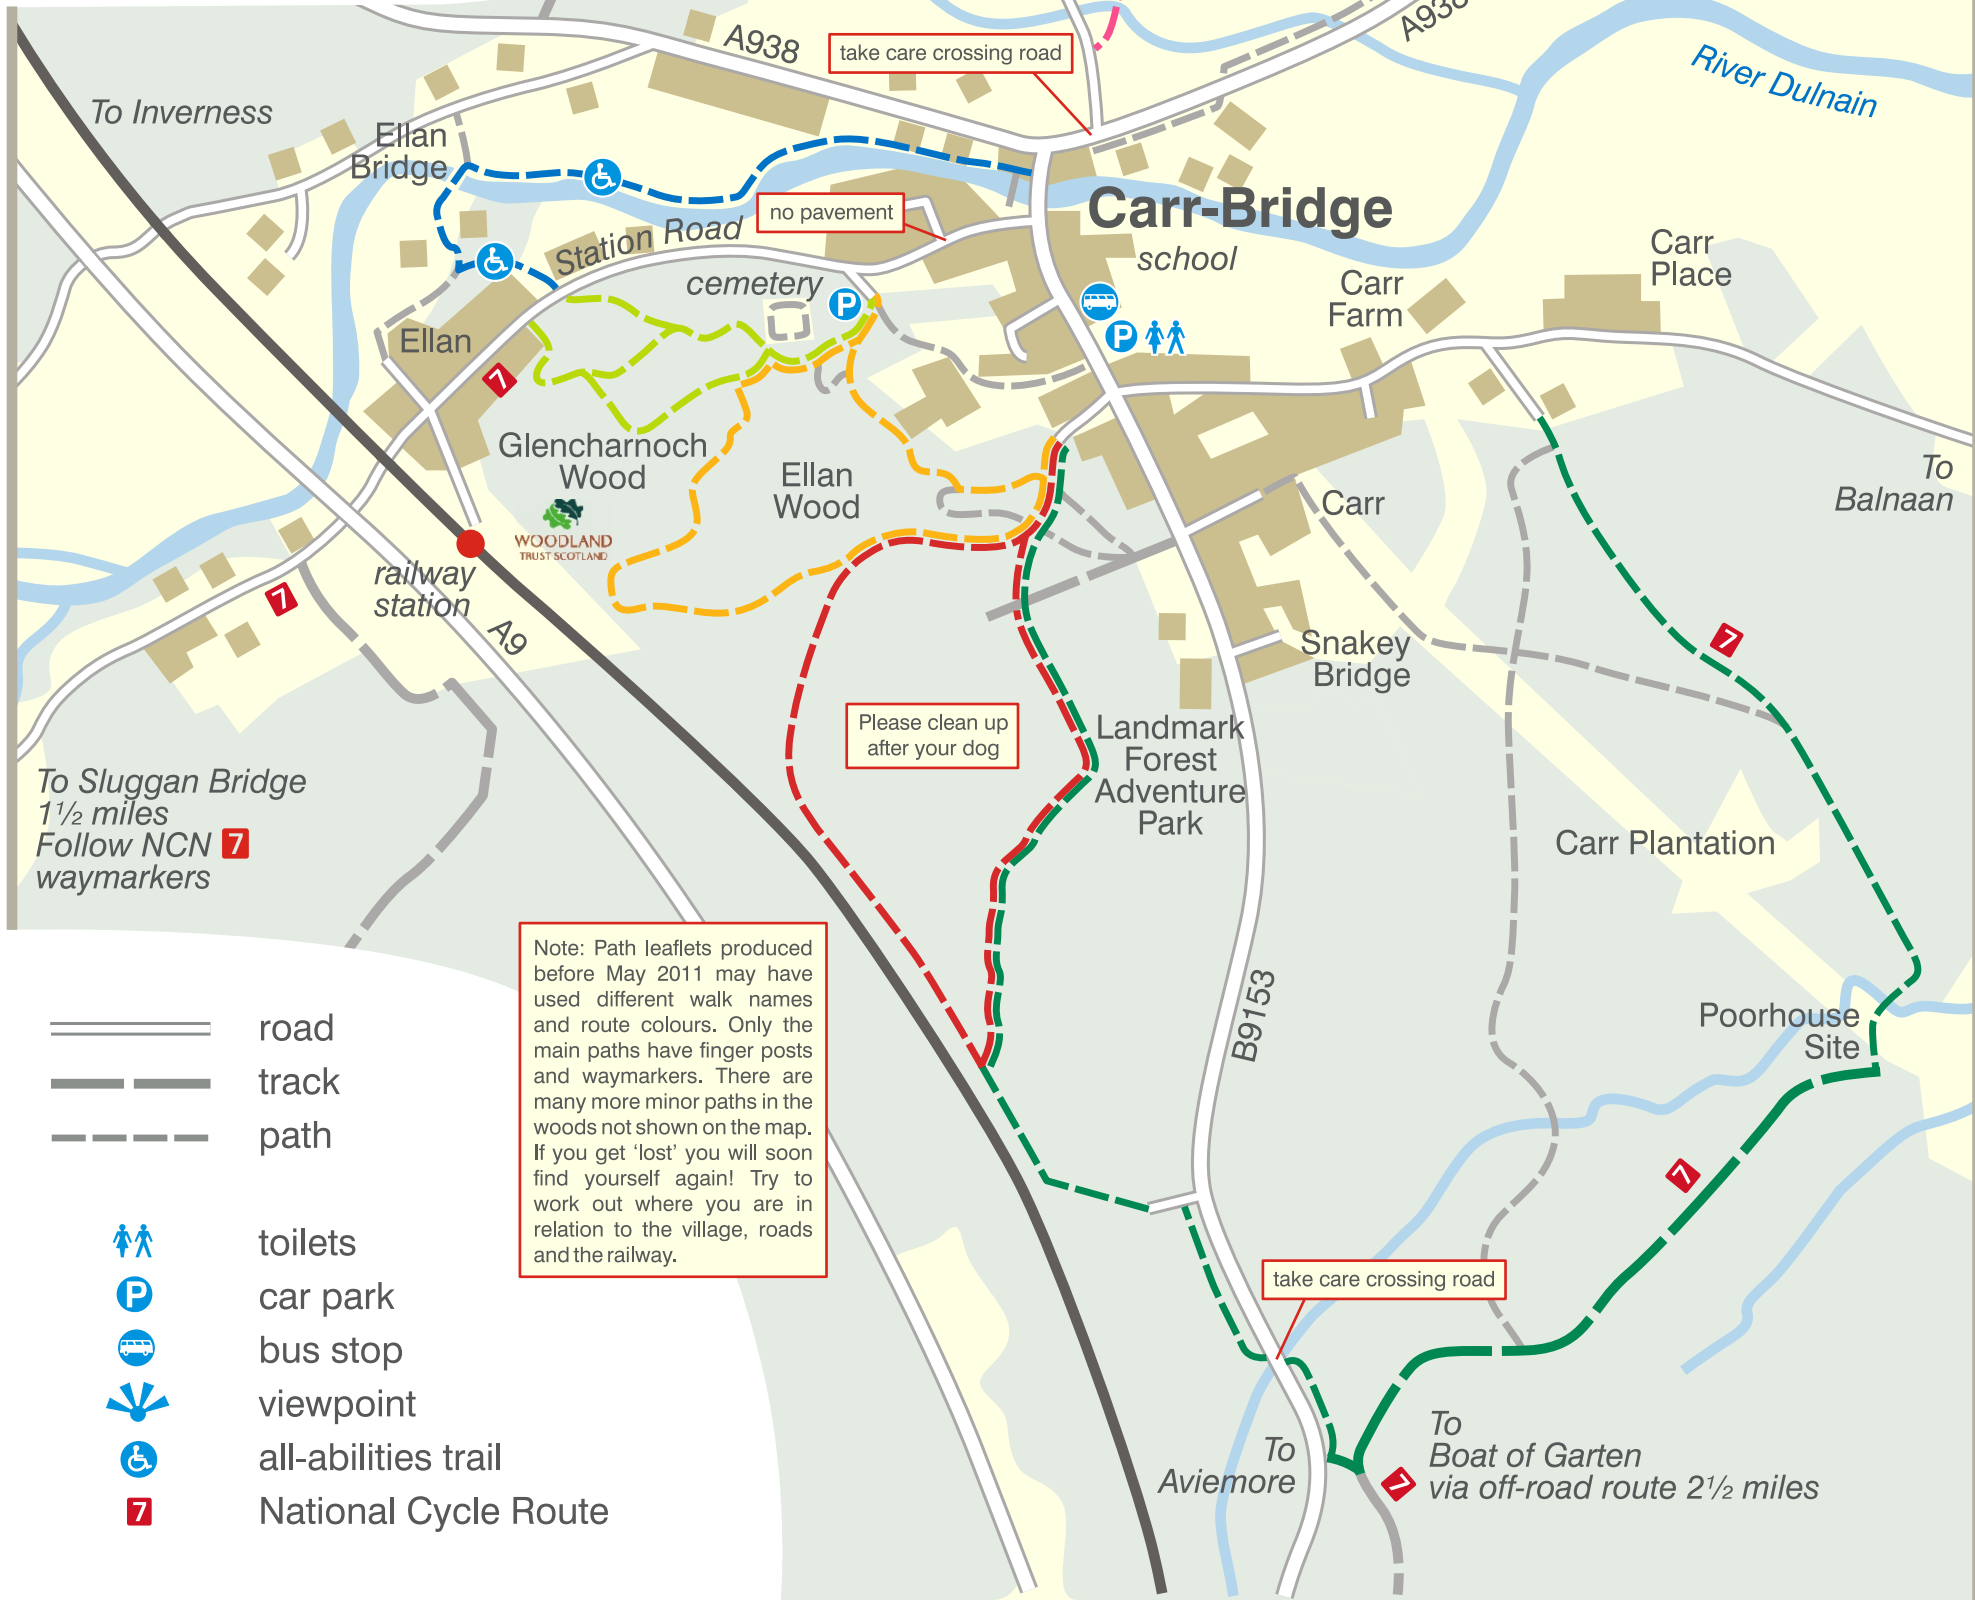 A938
take care crossing road
A938
River Dulnain
To Inverness
Ellan
Bridge
no pavement
Carr-Bridge
school
Station Road
cemetery
P
P
Carr
Farm
Carr
Place
Ellan
7
Glencharnoch
Wood
WOODLAND
TRUST SCOTLAND
Ellan
Wood
Carr
To
Balnaan
railway
station
7
A9
Snakey
Bridge
7
Please clean up
after your dog
Landmark
Forest
Adventure
Park
To Sluggan Bridge
1½ miles
Follow NCN 7
waymarkers
Carr Plantation
B9153
Poorhouse
Site
Note: Path leaflets produced
before May 2011 may have
used different walk names
and route colours. Only the
main paths have finger posts
and waymarkers. There are
many more minor paths in the
woods not shown on the map.
If you get ‘lost’ you will soon
find yourself again! Try to
work out where you are in
relation to the village, roads
and the railway.
7
take care crossing road
To
Aviemore
To
Boat of Garten
via off-road route 2½ miles
7
road
track
path
toilets
P car park
bus stop
viewpoint
all-abilities trail
7 National Cycle Route